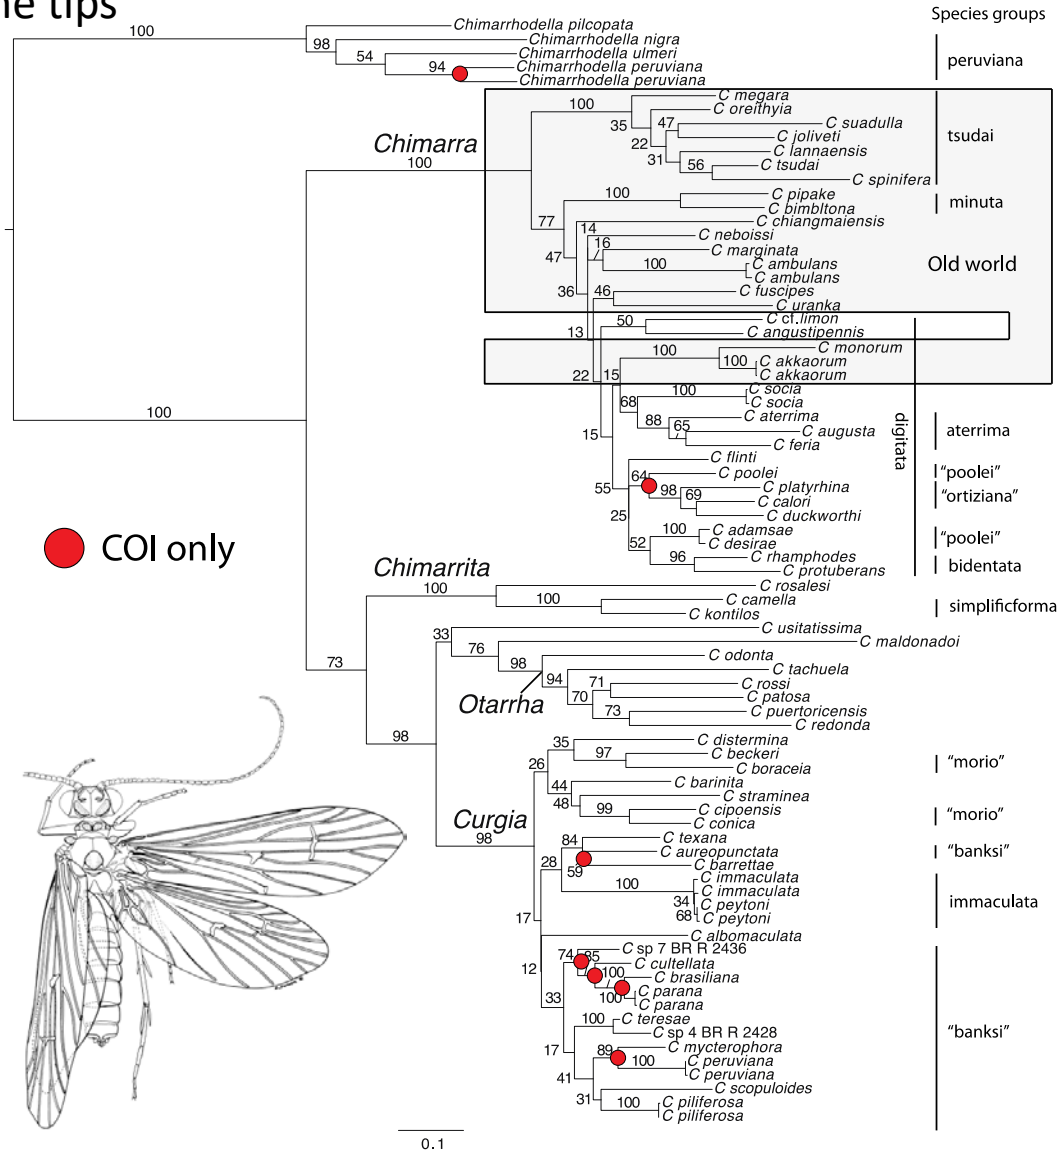 he tips
Species groups
100
Chimarrhodella pilcopata
98
Chimarrhodella nigra
54
Chimarrhodella ulmeri
94
Chimarrhodella peruviana
Chimarrhodella peruviana
peruviana
Chimarra
100
100
C megara
C oreithyia
35
47
C suadulla
C joliveti
22
C lannaensis
31
56
C tsudai
C spinifera
tsudai
100
C pipake
C bimbltona
minuta
77
C chiangmaiensis
14
C neboissi
47
16
C marginata
100
C ambulans
C ambulans
Old world
36
46
C fuscipes
C uranka
50
C cf.limon
13
C angustipennis
100
C monorum
100
C akkaorum
C akkaorum
22
15
100
C socia
C socia
68
88
C aterrima
65
C augusta
C feria
aterrima
digitata
15
C flinti
64
C poolei
“poolei”
55
98
69
C platyrhina
C calori
C duckworthi
“ortiziana”
25
100
C adamsae
C desirae
“poolei”
52
96
C rhamphodes
C protuberans
bidentata
COI only
100
Chimarrita
100
C rosalesi
100
C camella
C kontilos
simplificforma
73
33
C usitatissima
76
C maldonadoi
98
C odonta
Otarrha
94
C tachuela
70
71
C rossi
C patosa
73
C puertoricensis
C redonda
98
35
C distermina
97
C beckeri
C boraceia
“morio”
26
44
C barinita
48
C straminea
99
C cipoensis
C conica
“morio”
Curgia
98
84
C texana
C aureopunctata
“banksi”
28
59
C barrettae
100
C immaculata
C immaculata
34
C peytoni
68
C peytoni
immaculata
17
C albomaculata
12
74
C sp 7 BR R 2436
85
C cultellata
100
C brasiliana
100
C parana
C parana
33
100
C teresae
C sp 4 BR R 2428
“banksi”
17
89
C mycterophora
100
C peruviana
C peruviana
41
C scopuloides
31
100
C piliferosa
C piliferosa
0.1